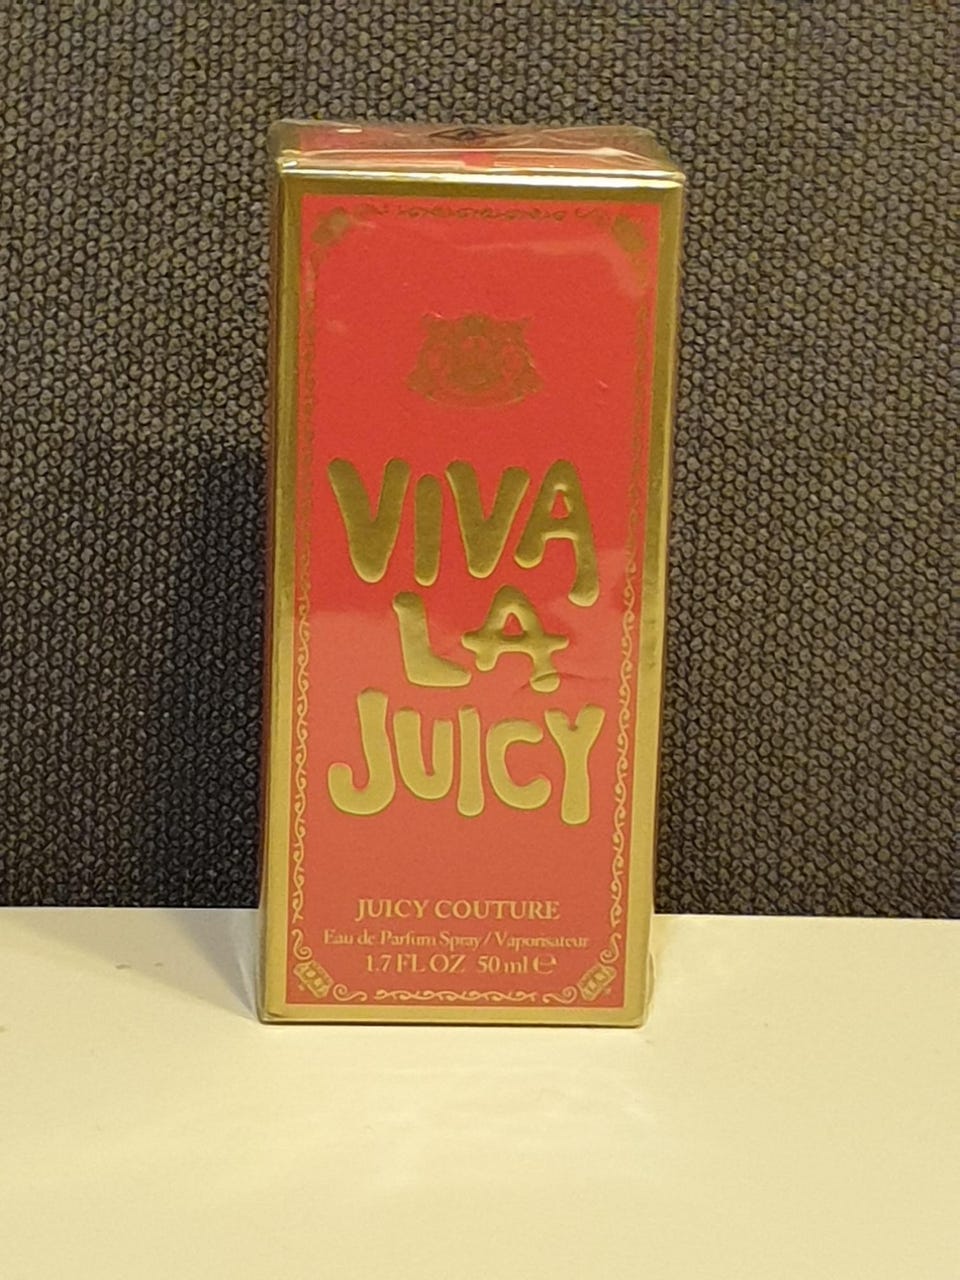 VIVA
LA
JUICY
JUICY COUTURE
Eau de Parfum Spray / Vaporisateur
1.7 FL OZ 50 ml ℮